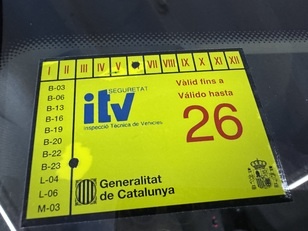 I II III IV V VII VIII IX X XI XII
B-03
B-06
B-13
B-16
B-19
B-20
B-22
B-23
L-04
L-06
M-03
SEGURETAT
itv
Inspecció Tècnica de Vehicles
Vàlid fins a
Válido hasta
26
Generalitat
de Catalunya